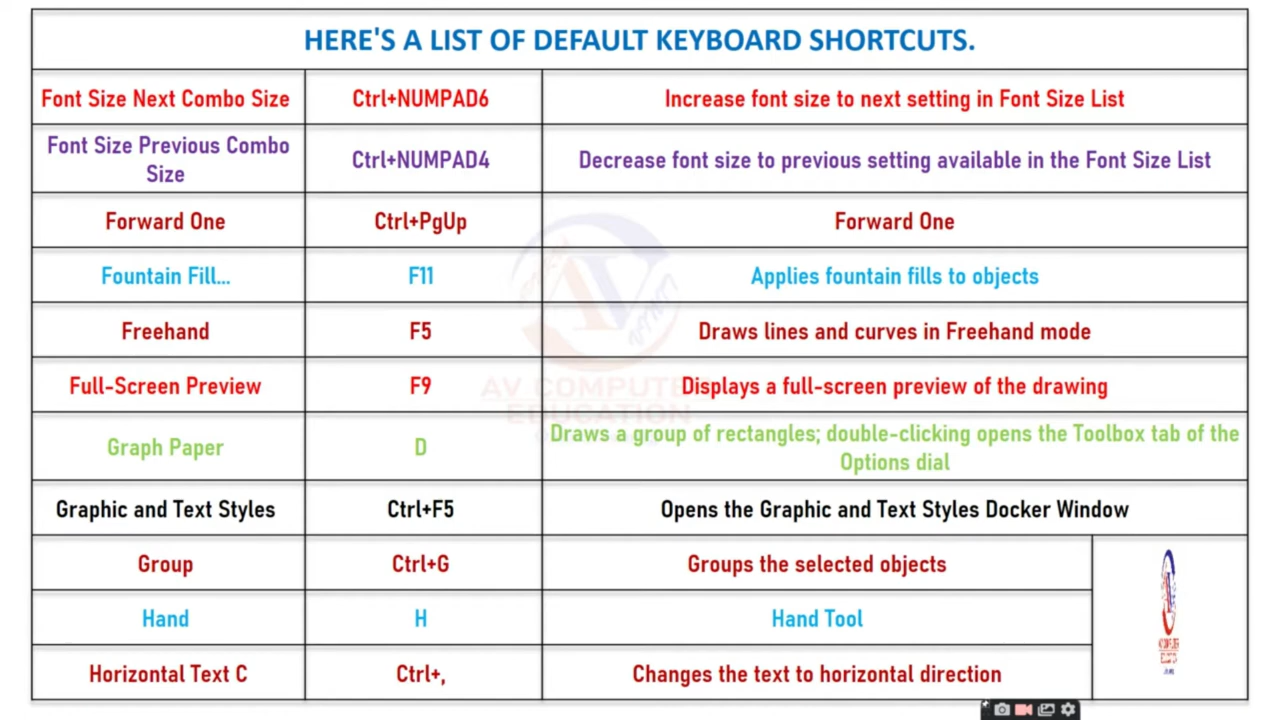 HERE'S A LIST OF DEFAULT KEYBOARD SHORTCUTS.
Font Size Next Combo Size Ctrl+NUMPAD6 Increase font size to next setting in Font Size List
Font Size Previous Combo
Size
Ctrl+NUMPAD4
Decrease font size to previous setting available in the Font Size List
Forward One Ctrl+PgUp Forward One
Fountain Fill... F11 Applies fountain fills to objects
Freehand F5 Draws lines and curves in Freehand mode
Full-Screen Preview F9 Displays a full-screen preview of the drawing
Graph Paper D
Draws a group of rectangles; double-clicking opens the Toolbox tab of the
Options dial
Graphic and Text Styles Ctrl+F5 Opens the Graphic and Text Styles Docker Window
Group Ctrl+G Groups the selected objects
Hand H Hand Tool
Horizontal Text C Ctrl+, Changes the text to horizontal direction
AV COMPUTER
EDUCATION